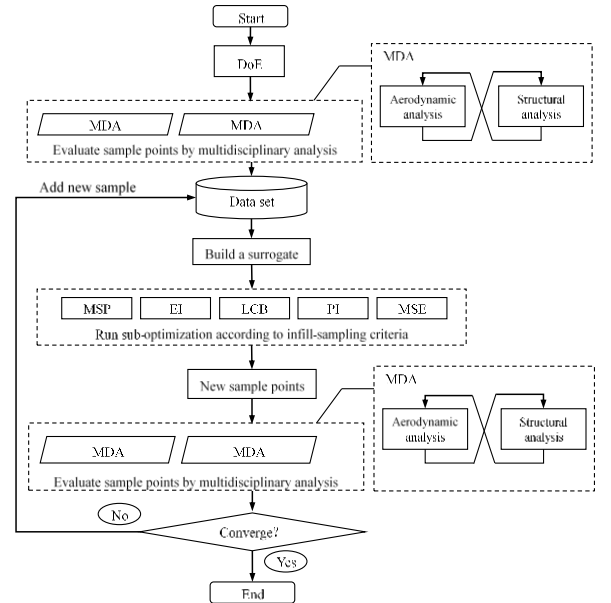 Start
DoE
MDA
Aerodynamic
analysis
Structural
analysis
MDA
MDA
Evaluate sample points by multidisciplinary analysis
Add new sample
Data set
Build a surrogate
MSP
EI
LCB
PI
MSE
Run sub-optimization according to infill-sampling criteria
New sample points
MDA
Aerodynamic
analysis
Structural
analysis
MDA
MDA
Evaluate sample points by multidisciplinary analysis
No
Converge?
Yes
End